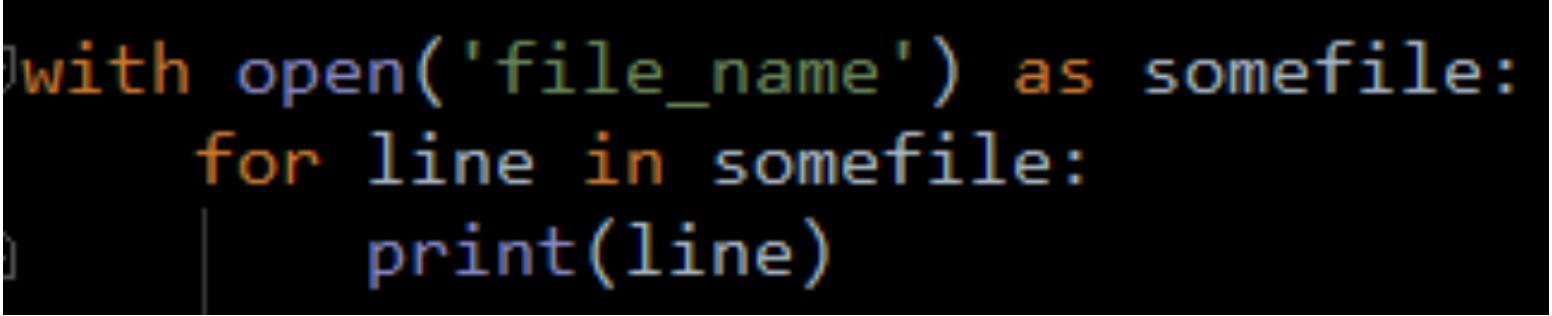 with open('file_name') as somefile:
    for line in somefile:
        print(line)